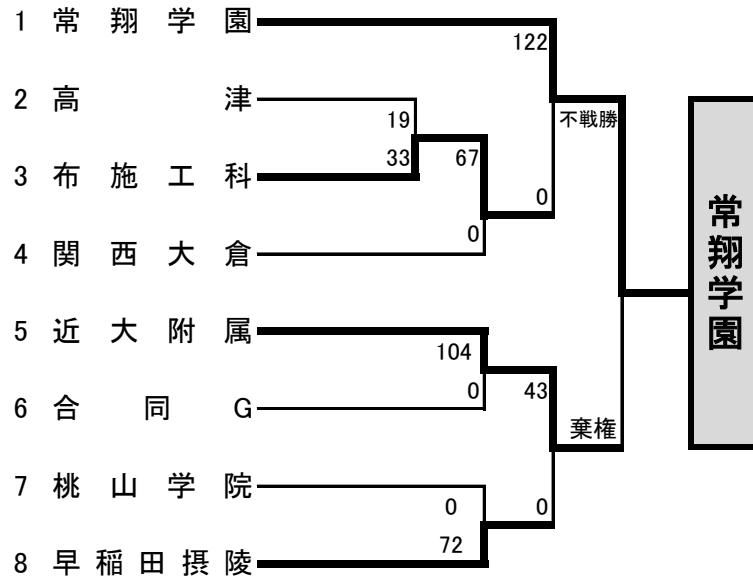 1 常翔学園
122
2 高津
19
不戦勝
33
67
3 布施工科
0
0
4 関西大倉
常翔学園
5 近大附属
104
0
43
6 合同G
棄権
7 桃山学院
0
0
72
8 早稲田摂陵